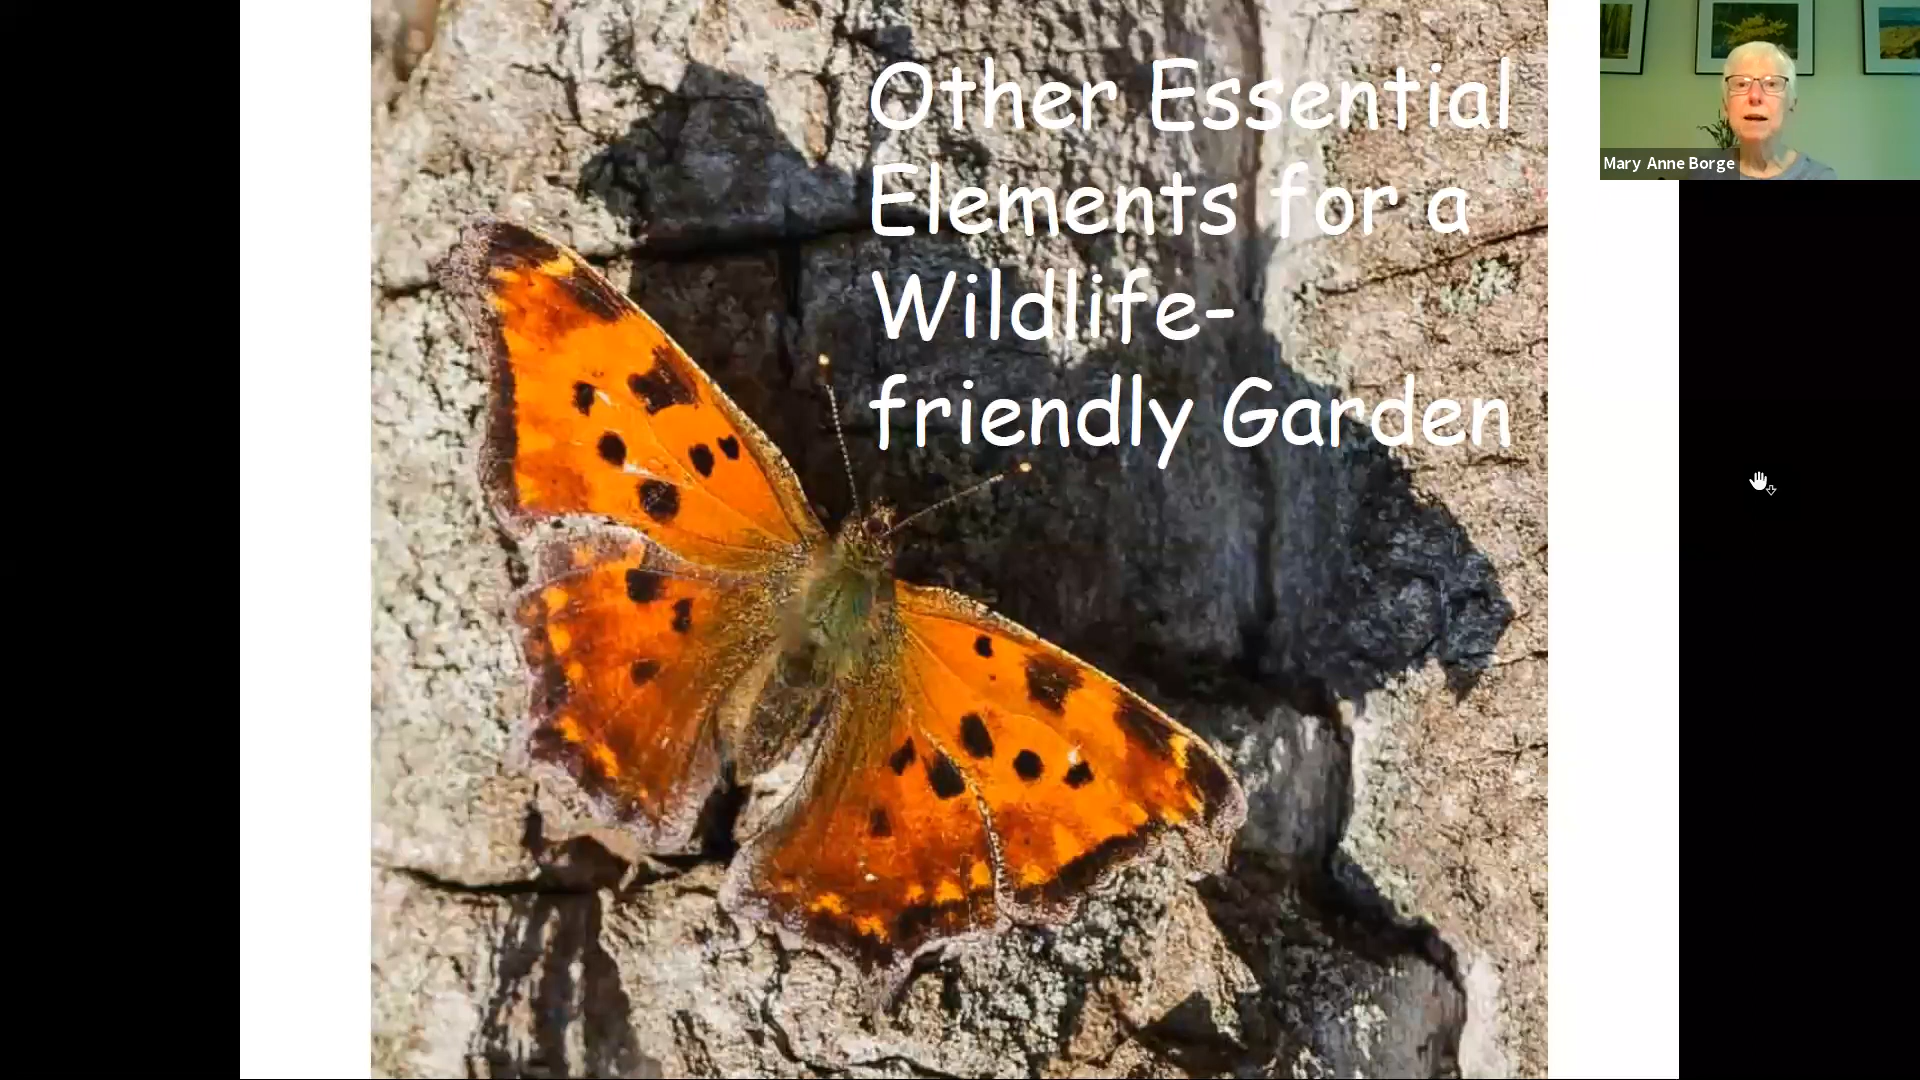 Other Essential
Elements for a
Wildlife-
friendly Garden
Mary Anne Borge